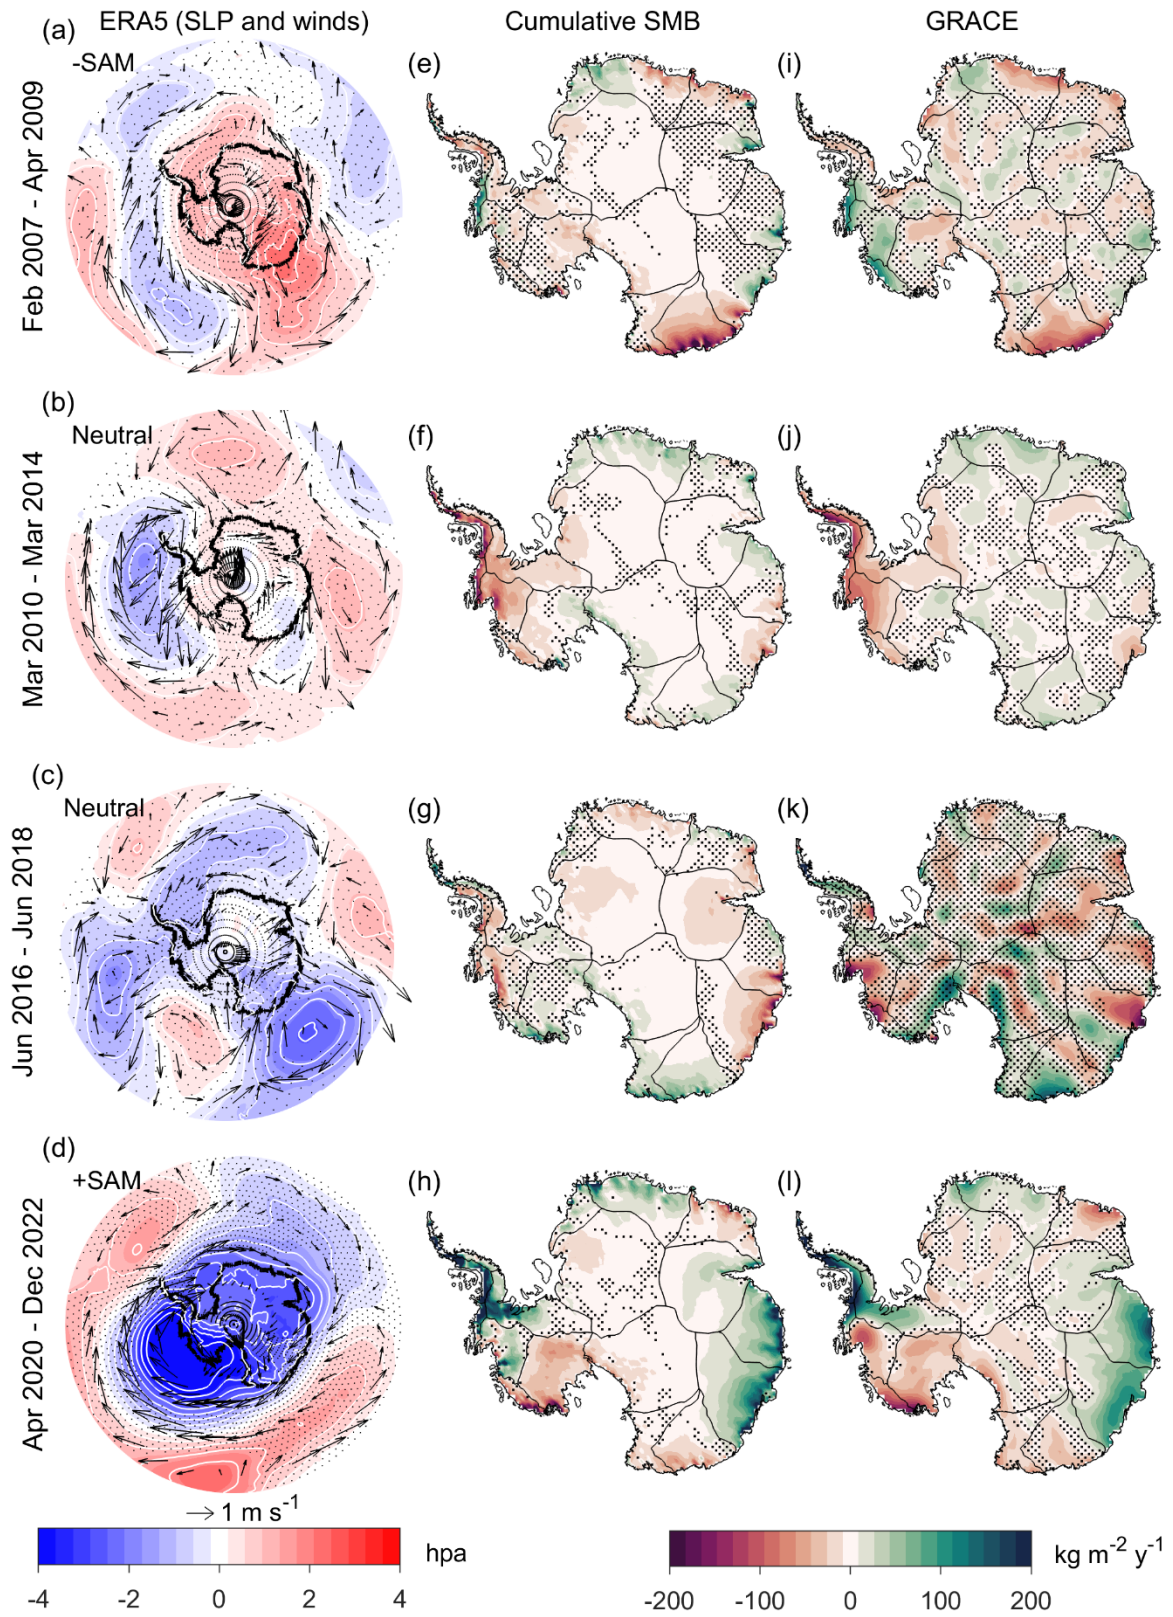 ERA5 (SLP and winds) Cumulative SMB GRACE
(a) -SAM (e) (i)
Feb 2007 - Apr 2009
(b) Neutral (f) (j)
Mar 2010 - Mar 2014
(c) Neutral (g) (k)
Jun 2016 - Jun 2018
(d) +SAM (h) (l)
Apr 2020 - Dec 2022
1 m s⁻¹
hpa kg m⁻² y⁻¹
-4 -2 0 2 4 -200 -100 0 100 200